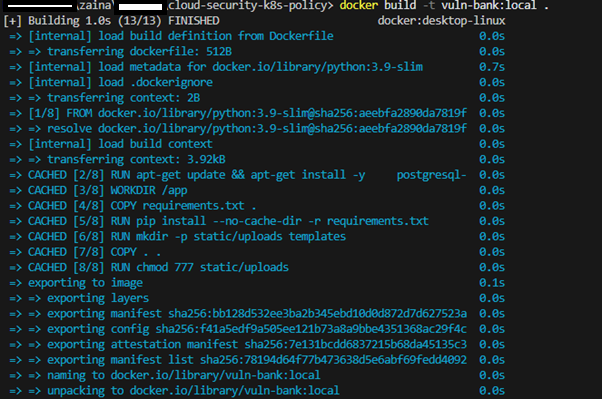 \zaina\ \cloud-security-k8s-policy> docker build -t vuln-bank:local .
[+] Building 1.0s (13/13) FINISHED docker:desktop-linux
=> [internal] load build definition from Dockerfile 0.0s
=> => transferring dockerfile: 512B 0.0s
=> [internal] load metadata for docker.io/library/python:3.9-slim 0.7s
=> [internal] load .dockerignore 0.0s
=> => transferring context: 2B 0.0s
=> [1/8] FROM docker.io/library/python:3.9-slim@sha256:aeebfa2890da7819f 0.0s
=> => resolve docker.io/library/python:3.9-slim@sha256:aeebfa2890da7819f 0.0s
=> [internal] load build context 0.0s
=> => transferring context: 3.92kB 0.0s
=> CACHED [2/8] RUN apt-get update && apt-get install -y     postgresql- 0.0s
=> CACHED [3/8] WORKDIR /app 0.0s
=> CACHED [4/8] COPY requirements.txt . 0.0s
=> CACHED [5/8] RUN pip install --no-cache-dir -r requirements.txt 0.0s
=> CACHED [6/8] RUN mkdir -p static/uploads templates 0.0s
=> CACHED [7/8] COPY . . 0.0s
=> CACHED [8/8] RUN chmod 777 static/uploads 0.0s
=> exporting to image 0.1s
=> => exporting layers 0.0s
=> => exporting manifest sha256:bb128d532ee3ba2b345ebd10d0d872d7d627523a 0.0s
=> => exporting config sha256:f41a5edf9a505ee121b73a8a9bbe4351368ac29f4c 0.0s
=> => exporting attestation manifest sha256:7e131bcdd6837215b68da45135c3 0.0s
=> => exporting manifest list sha256:78194d64f77b473638d5e6abf69fedd4092 0.0s
=> => naming to docker.io/library/vuln-bank:local 0.0s
=> => unpacking to docker.io/library/vuln-bank:local 0.0s